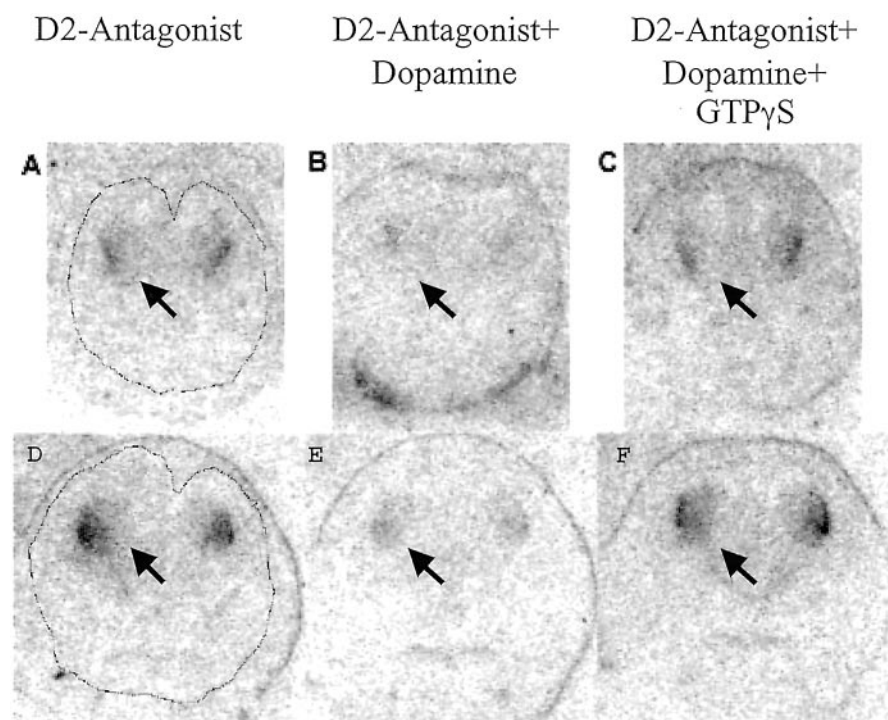 D2-Antagonist
D2-Antagonist+
Dopamine
D2-Antagonist+
Dopamine+
GTPγS
A
B
C
D
E
F